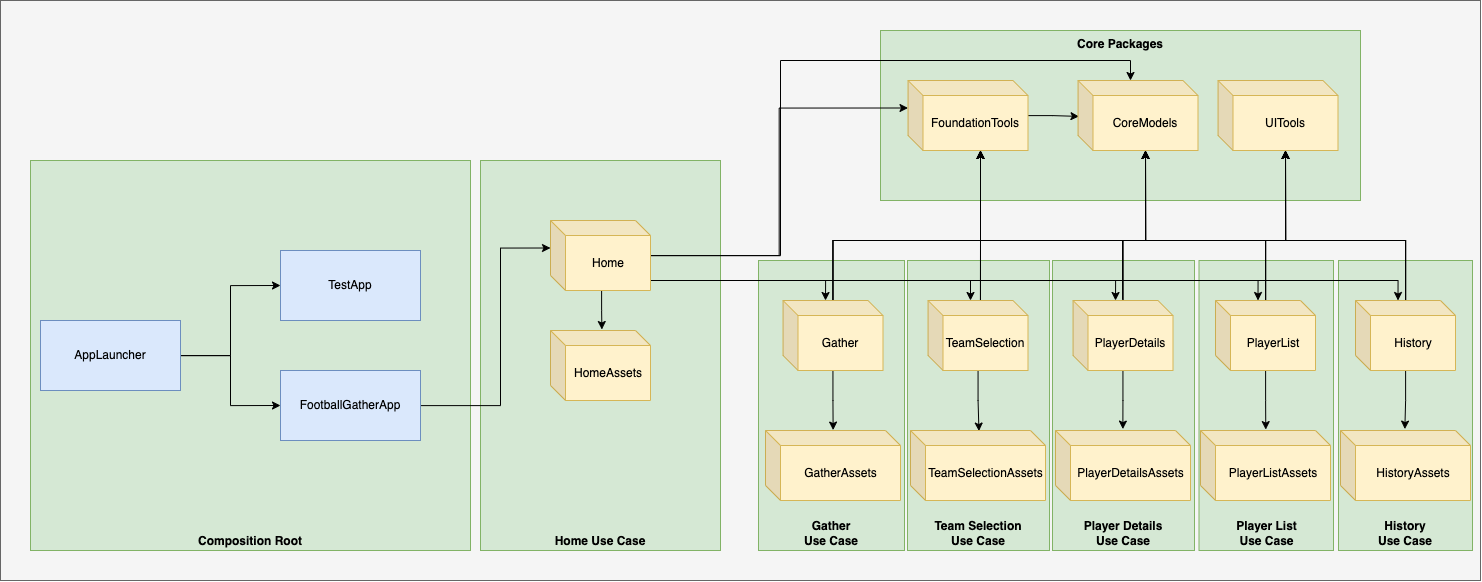 Core Packages
FoundationTools
CoreModels
UITools
TestApp
AppLauncher
FootballGatherApp
Composition Root
Home
HomeAssets
Home Use Case
Gather
TeamSelection
PlayerDetails
PlayerList
History
GatherAssets
TeamSelectionAssets
PlayerDetailsAssets
PlayerListAssets
HistoryAssets
Gather
Use Case
Team Selection
Use Case
Player Details
Use Case
Player List
Use Case
History
Use Case